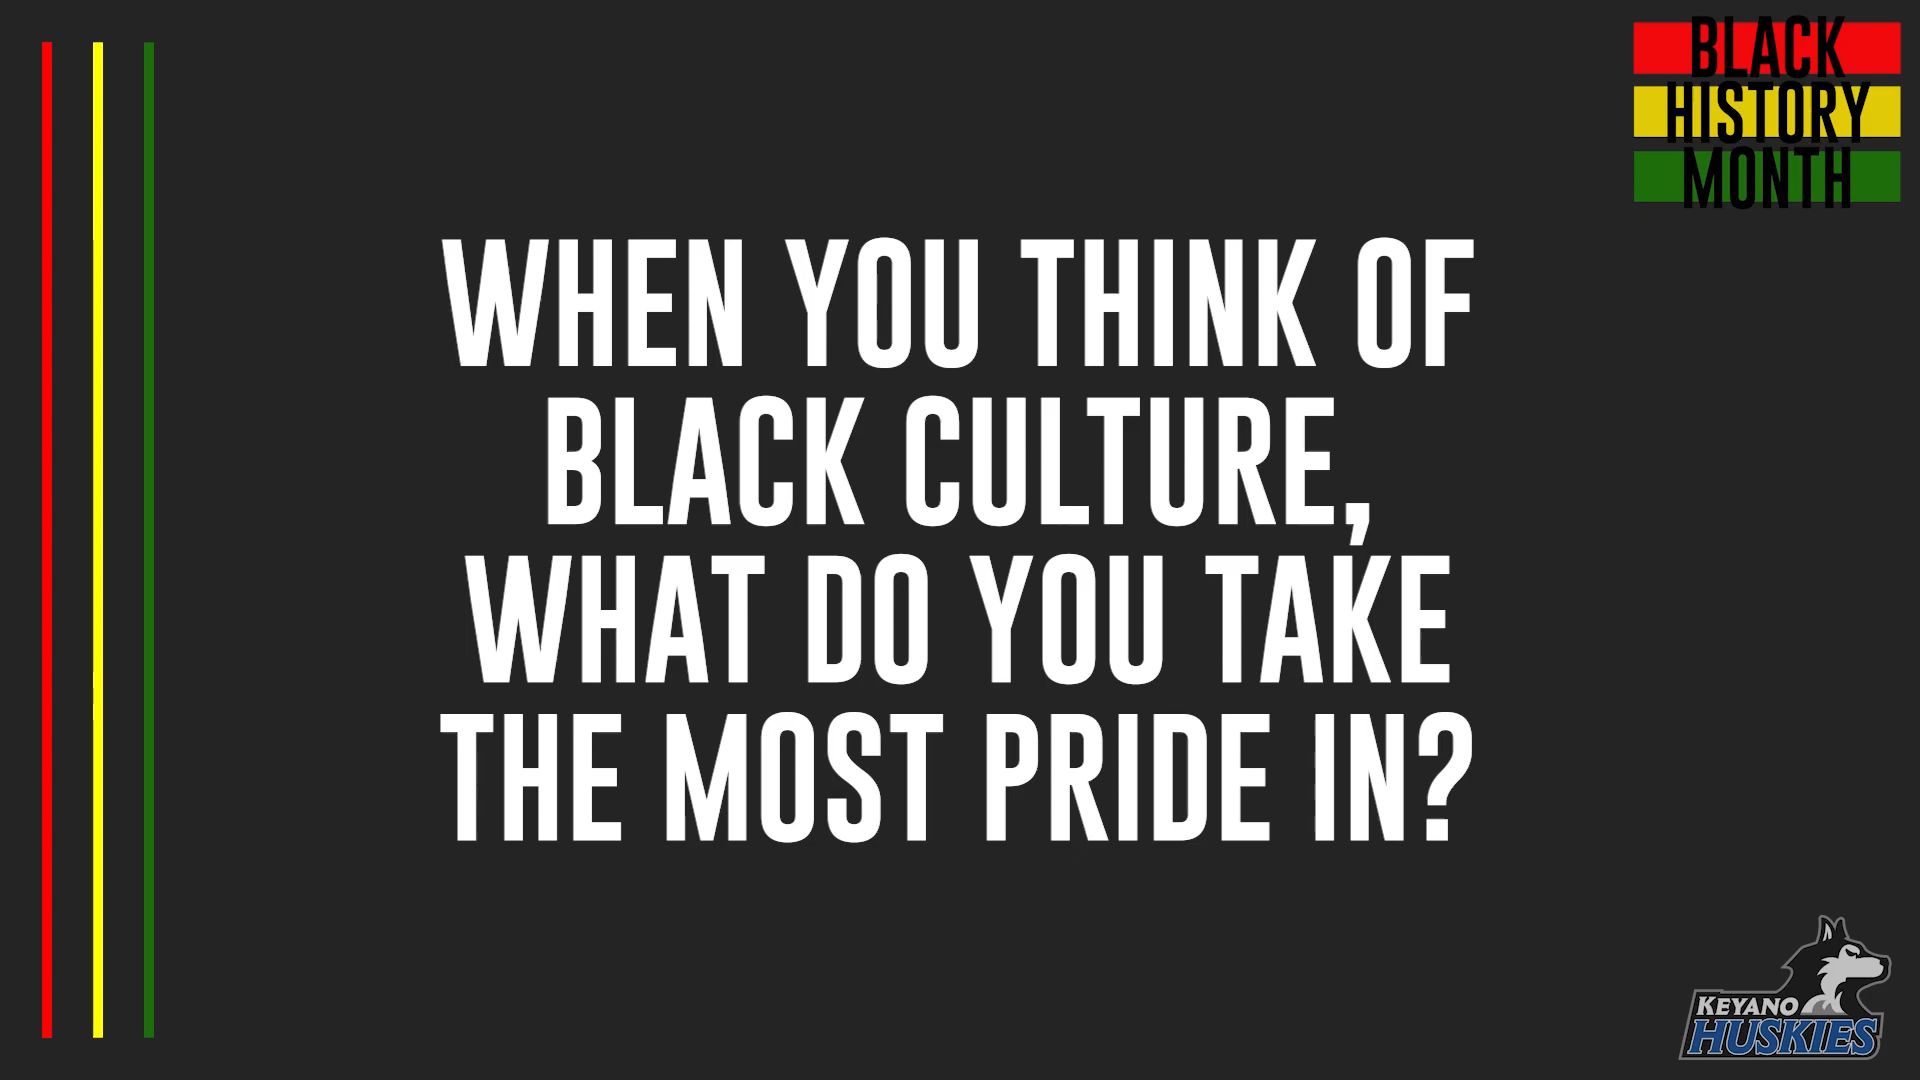 BLACK
HISTORY
MONTH
WHEN YOU THINK OF
BLACK CULTURE,
WHAT DO YOU TAKE
THE MOST PRIDE IN?
KEYANO
HUSKIES